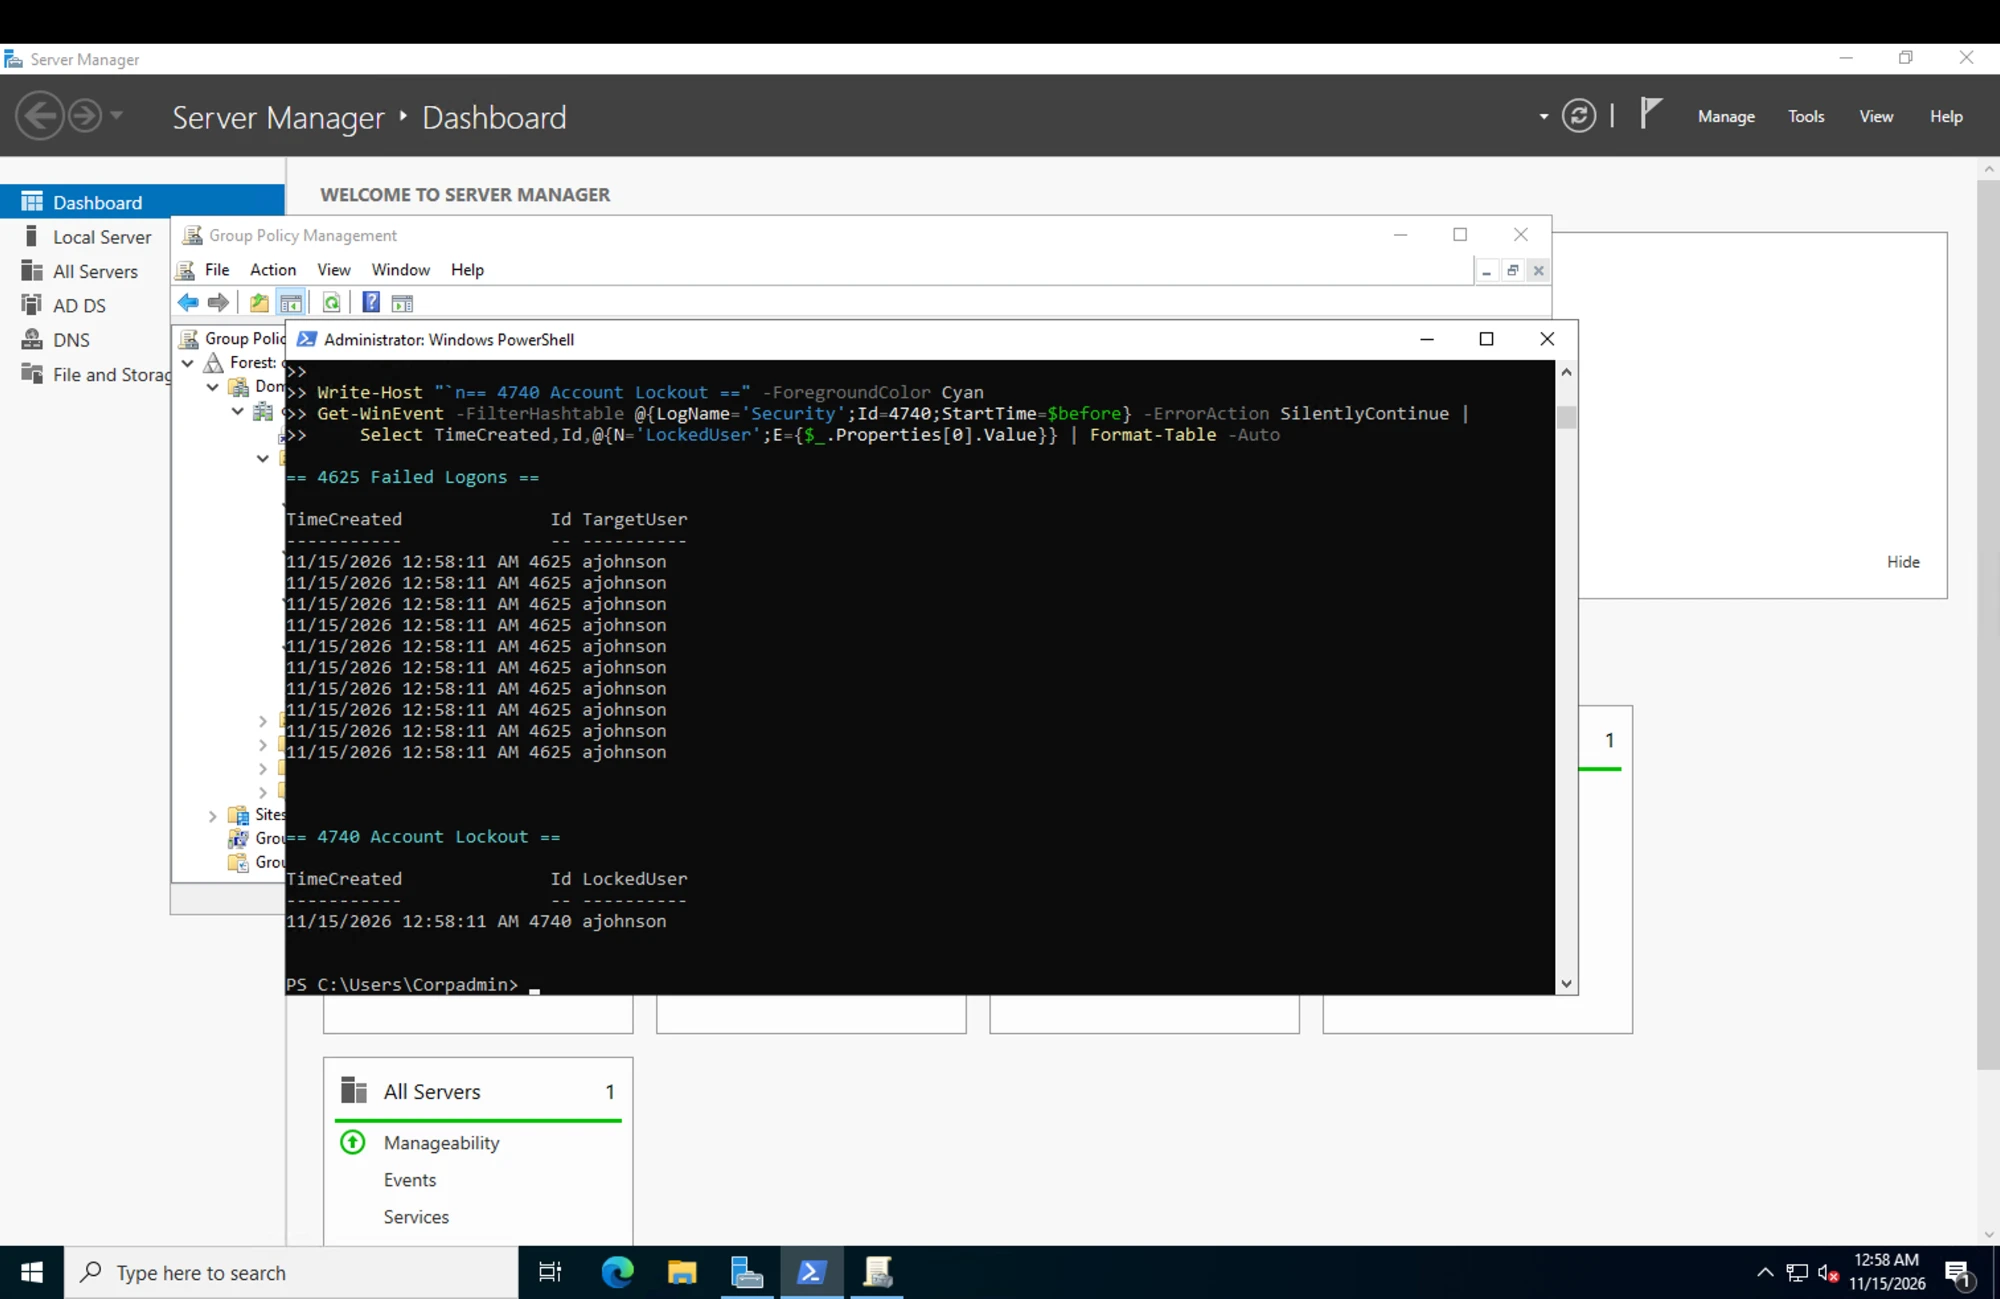 Server Manager
Server Manager ‣ Dashboard
Manage Tools View Help
Dashboard
Local Server
All Servers
AD DS
DNS
File and Storag
WELCOME TO SERVER MANAGER
Hide
Group Policy Management
File Action View Window Help
Group Polic
Forest:
Dom
Sites
Grou
Grou
Administrator: Windows PowerShell
>>
>> Write-Host "`n== 4740 Account Lockout ==" -ForegroundColor Cyan
>> Get-WinEvent -FilterHashtable @{LogName='Security';Id=4740;StartTime=$before} -ErrorAction SilentlyContinue |
>>     Select TimeCreated,Id,@{N='LockedUser';E={$_.Properties[0].Value}} | Format-Table -Auto
== 4625 Failed Logons ==
TimeCreated              Id TargetUser
-----------              -- ----------
11/15/2026 12:58:11 AM 4625 ajohnson
11/15/2026 12:58:11 AM 4625 ajohnson
11/15/2026 12:58:11 AM 4625 ajohnson
11/15/2026 12:58:11 AM 4625 ajohnson
11/15/2026 12:58:11 AM 4625 ajohnson
11/15/2026 12:58:11 AM 4625 ajohnson
11/15/2026 12:58:11 AM 4625 ajohnson
11/15/2026 12:58:11 AM 4625 ajohnson
11/15/2026 12:58:11 AM 4625 ajohnson
11/15/2026 12:58:11 AM 4625 ajohnson
== 4740 Account Lockout ==
TimeCreated              Id LockedUser
-----------              -- ----------
11/15/2026 12:58:11 AM 4740 ajohnson
PS C:\Users\Corpadmin> _
1
All Servers 1
Manageability
Events
Services
Type here to search
12:58 AM
11/15/2026
1